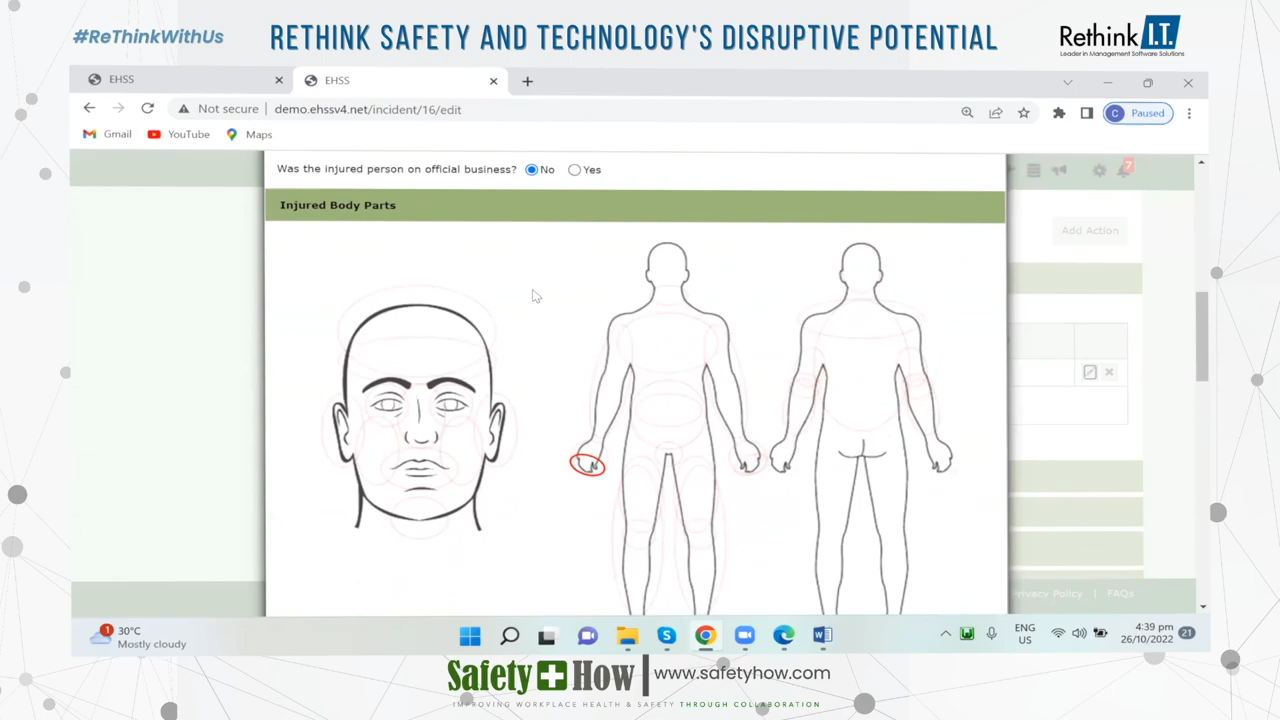 #ReThinkWithUs
RETHINK SAFETY AND TECHNOLOGY'S DISRUPTIVE POTENTIAL
Rethink I.T.
Leader in Management Software Solutions
EHSS
EHSS
Not secure
demo.ehssv4.net/incident/16/edit
C Paused
Gmail
YouTube
Maps
Was the injured person on official business? No Yes
7
Injured Body Parts
Add Action
Privacy Policy | FAQs
1
30°C
Mostly cloudy
ENG
US
4:39 pm
26/10/2022
21
Safety How
www.safetyhow.com
IMPROVING WORKPLACE HEALTH & SAFETY THROUGH COLLABORATION